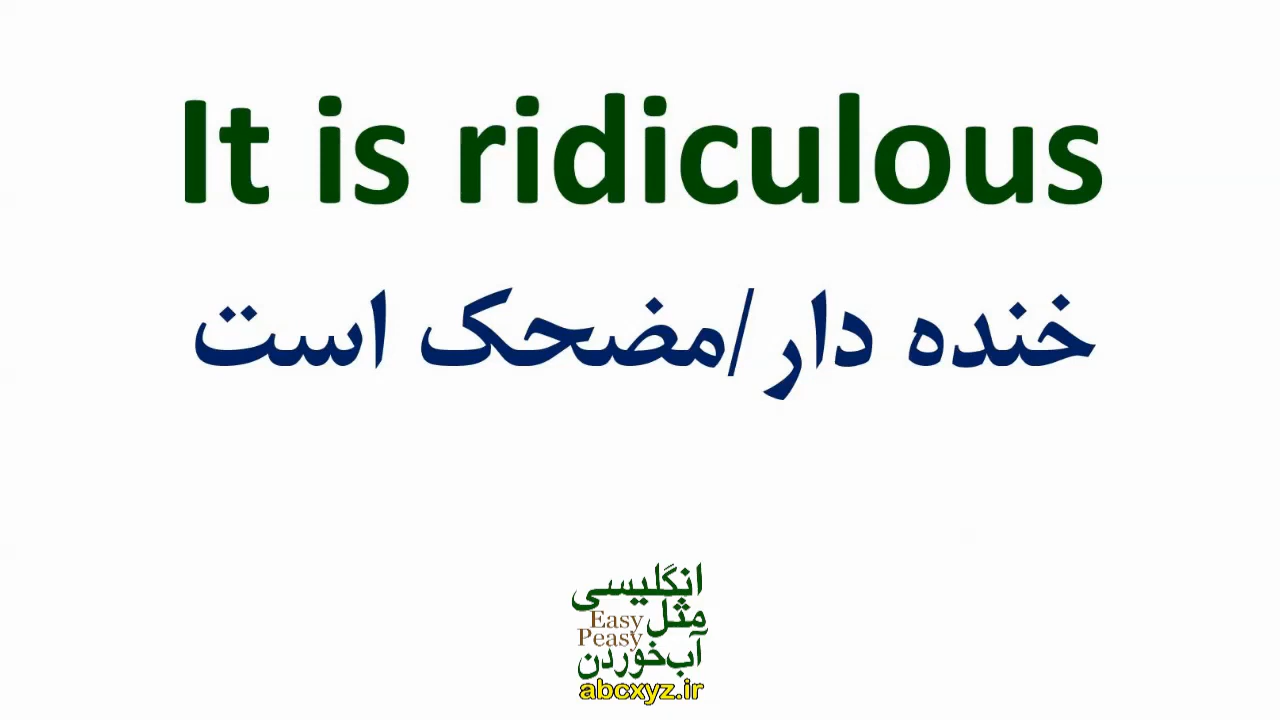 It is ridiculous
خنده دار/مضحک است
انگلیسی
مثل Easy
Peasy
آب‌خوردن
abcxyz.ir